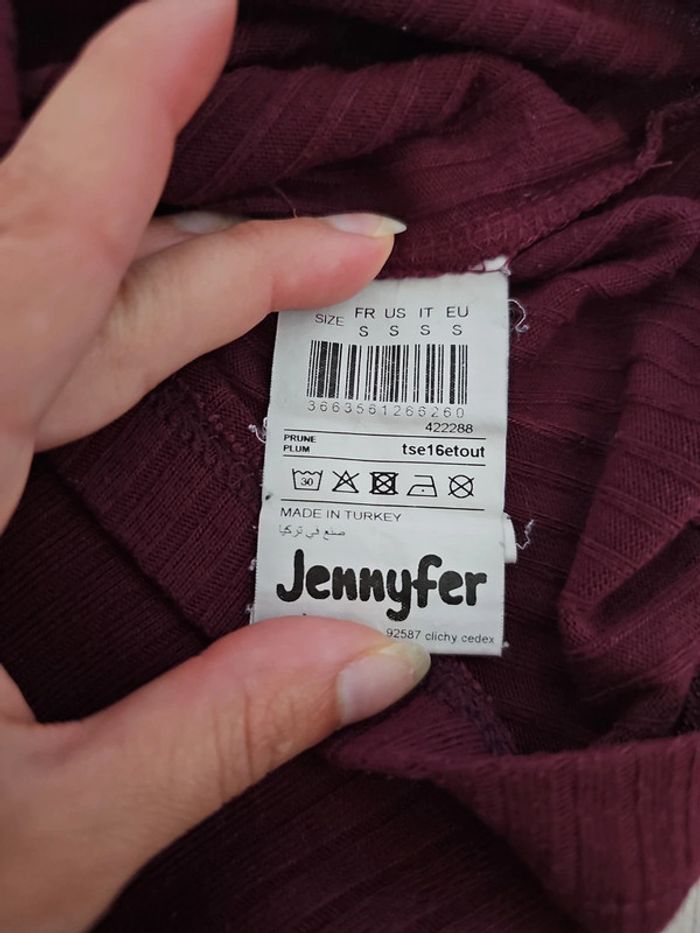 SIZE FR US IT EU
S S S S
3663561266260
422288
PRUNE
PLUM
tse16etout
30
MADE IN TURKEY
صنع في تركيا
Jennyfer
92587 clichy cedex